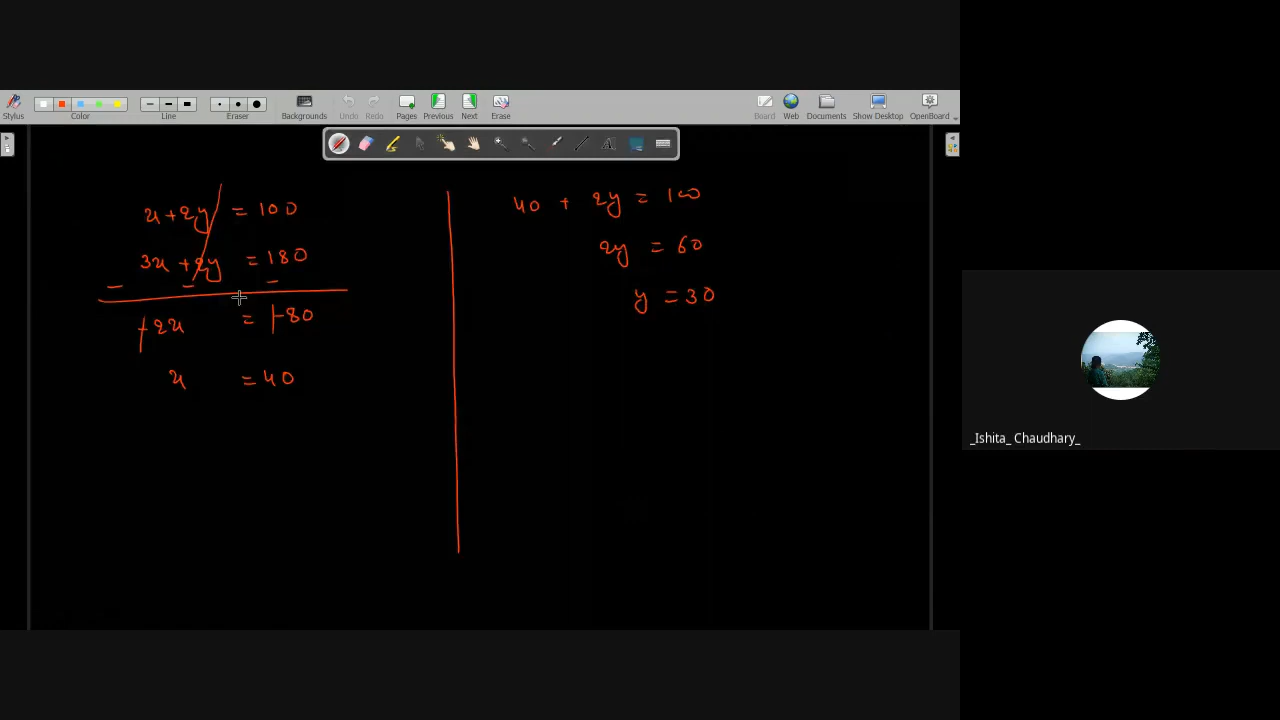 Stylus
Color
Line
Eraser
Backgrounds
Undo
Redo
Pages
Previous
Next
Erase
Board
Web
Documents
Show Desktop
OpenBoard
x + 2y = 100
3x + 2y = 180
- - -
-2x = -80
x = 40
40 + 2y = 100
2y = 60
y = 30
_Ishita_ Chaudhary_